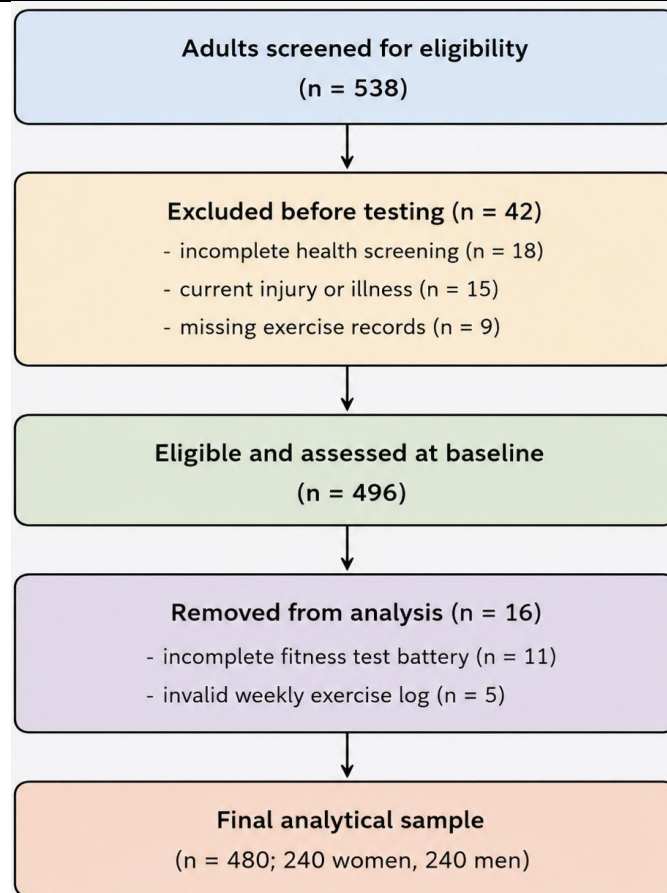 Adults screened for eligibility
(n = 538)
Excluded before testing (n = 42)
- incomplete health screening (n = 18)
- current injury or illness (n = 15)
- missing exercise records (n = 9)
Eligible and assessed at baseline
(n = 496)
Removed from analysis (n = 16)
- incomplete fitness test battery (n = 11)
- invalid weekly exercise log (n = 5)
Final analytical sample
(n = 480; 240 women, 240 men)